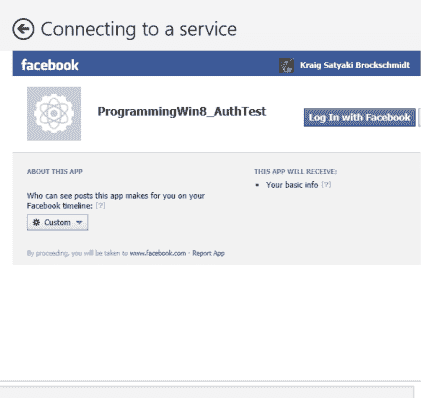 Connecting to a service
facebook
Kraig Satyaki Brockschmidt
ProgrammingWin8_AuthTest
Log In with Facebook
ABOUT THIS APP
Who can see posts this app makes for you on your
Facebook timeline: [?]
Custom
THIS APP WILL RECEIVE:
Your basic info [?]
By proceeding, you will be taken to www.facebook.com · Report App